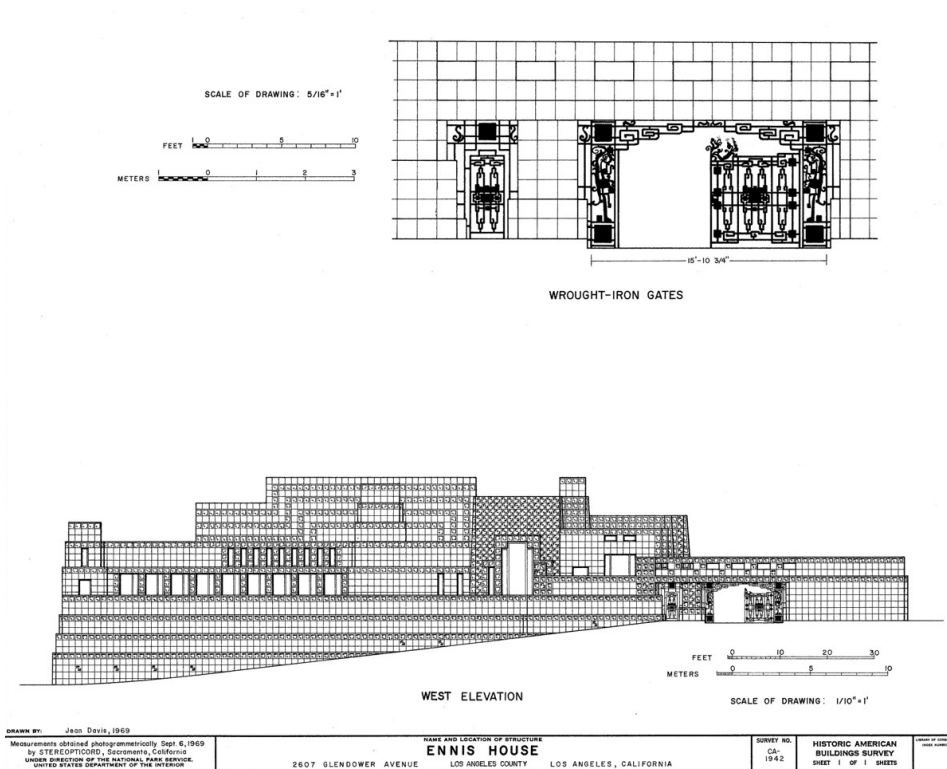 SCALE OF DRAWING: 5/16"=1'
FEET 1 0 5 10
METERS 1 0 1 2 3
15'-10 3/4"
WROUGHT-IRON GATES
FEET 0 10 20 30
METERS 0 5 10
WEST ELEVATION
SCALE OF DRAWING: 1/10"=1'
DRAWN BY: Jean Davis, 1969
Measurements obtained photogrammetrically Sept. 6, 1969
by STEREOPTICORD, Sacramento, California
UNDER DIRECTION OF THE NATIONAL PARK SERVICE,
UNITED STATES DEPARTMENT OF THE INTERIOR
NAME AND LOCATION OF STRUCTURE
ENNIS HOUSE
2607 GLENDOWER AVENUE LOS ANGELES COUNTY LOS ANGELES, CALIFORNIA
SURVEY NO.
CA-
1942
HISTORIC AMERICAN
BUILDINGS SURVEY
SHEET 1 OF 1 SHEETS
LIBRARY OF
INDEX